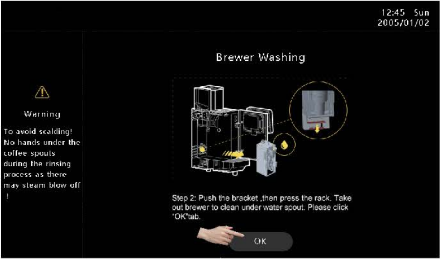 12:45 Sun
2005/01/02
Brewer Washing
Warning
To avoid scalding!
No hands under the
coffee spouts
during the rinsing
process as there
may steam blow off
!
Step 2: Push the bracket ,then press the rack. Take
out brewer to clean under water spout. Please click
"OK"tab.
OK